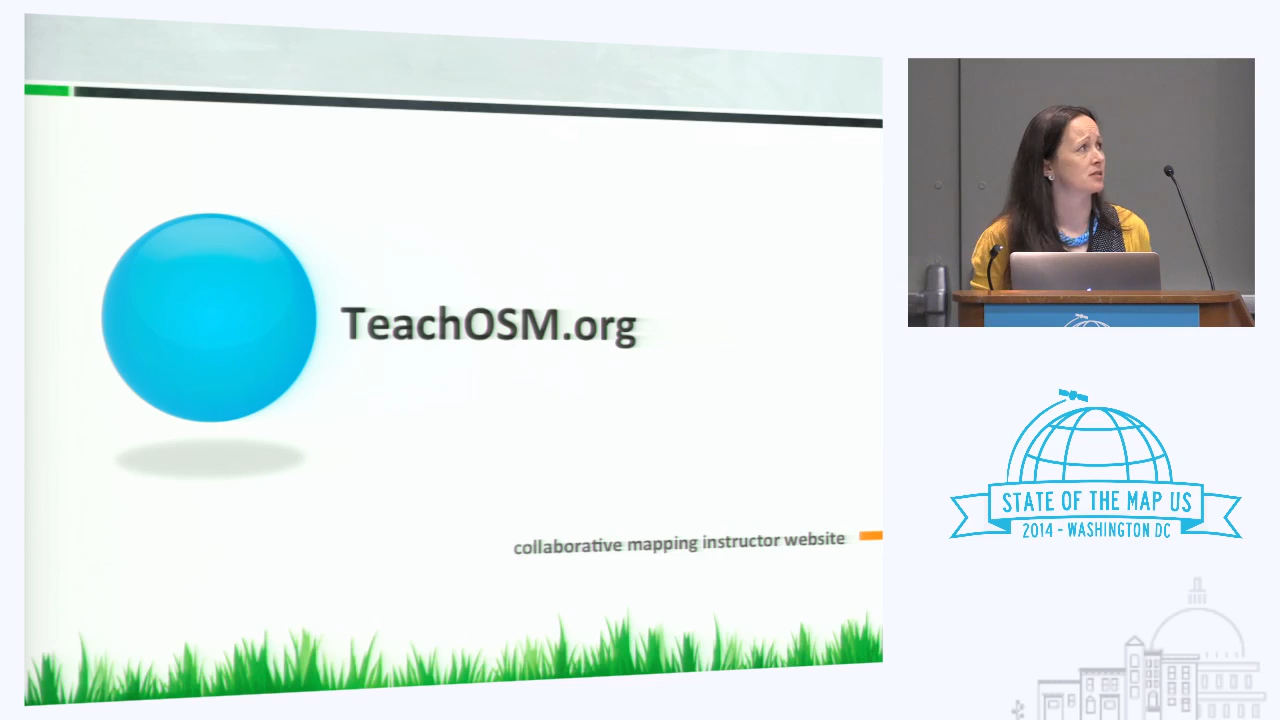 TeachOSM.org
collaborative mapping instructor website
STATE OF THE MAP US
2014 - WASHINGTON DC